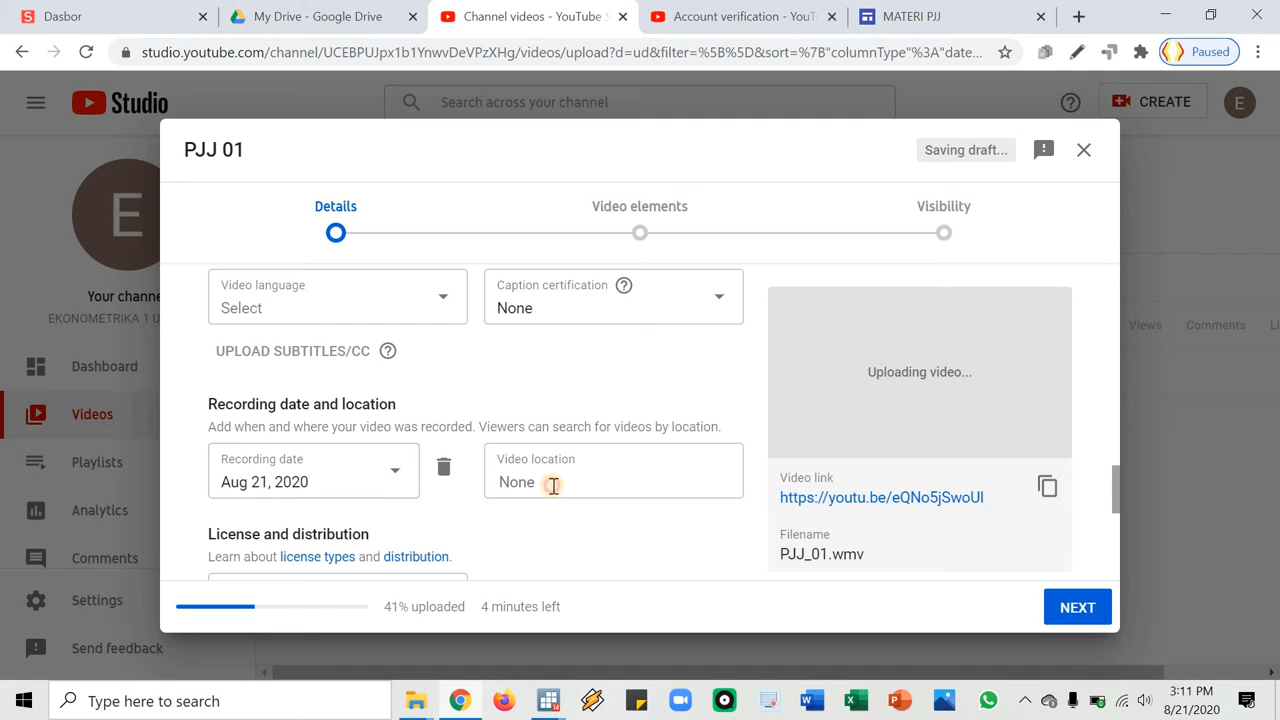 Dasbor
My Drive - Google Drive
Channel videos - YouTube S
Account verification - YouT
MATERI PJJ
studio.youtube.com/channel/UCEBPUJpx1b1YnwvDeVPzXHg/videos/upload?d=ud&filter=%5B%5D&sort=%7B"columnType"%3A"date...
Paused
Studio
Search across your channel
CREATE
E
PJJ 01
Saving draft...
Details
Video elements
Visibility
E
Your chann
EKONOMETRIKA 1 U
Dashboard
Videos
Playlists
Analytics
Comments
Settings
Send feedback
Video language
Select
Caption certification
None
UPLOAD SUBTITLES/CC
Recording date and location
Add when and where your video was recorded. Viewers can search for videos by location.
Recording date
Aug 21, 2020
Video location
None
License and distribution
Learn about license types and distribution.
Uploading video...
Video link
https://youtu.be/eQNo5jSwoUI
Filename
PJJ_01.wmv
Views
Comments
Li
41% uploaded
4 minutes left
NEXT
Type here to search
3:11 PM
8/21/2020